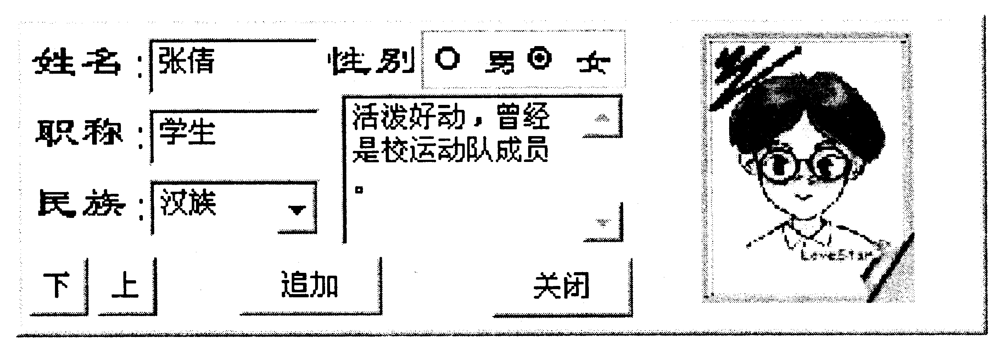 姓名: 张倩 性别 男 女
职称: 学生
活泼好动，曾经
是校运动队成员
。
民族: 汉族
下 上 追加 关闭
LoveStar